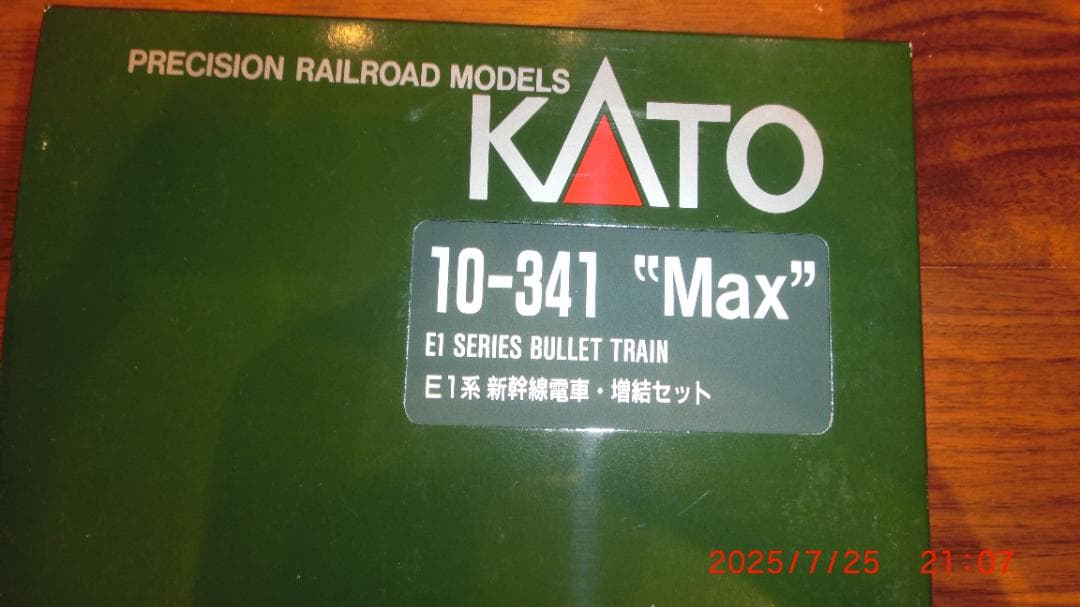 PRECISION RAILROAD MODELS
KATO
10-341 “Max”
E1 SERIES BULLET TRAIN
E1系 新幹線電車・増結セット
2025/7/25 21:07